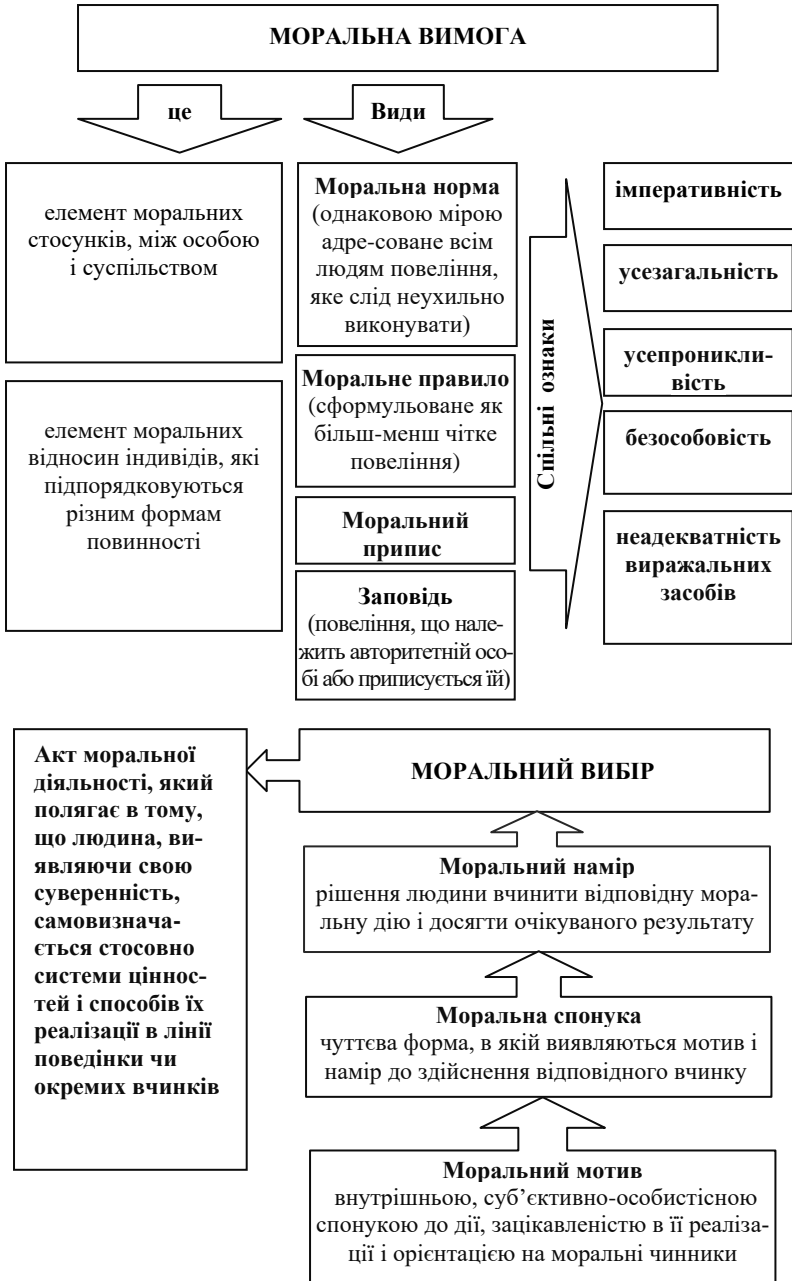 МОРАЛЬНА ВИМОГА
це
Види
елемент моральних
стосунків, між особою
і суспільством
елемент моральних
відносин індивідів, які
підпорядковуються
різним формам
повинності
Моральна норма
(однаковою мірою
адре-соване всім
людям повеління,
яке слід неухильно
виконувати)
Моральне правило
(сформульоване як
більш-менш чітке
повеління)
Моральний
припис
Заповідь
(повеління, що нале-
жить авторитетній осо-
бі або приписується їй)
Спільні ознаки
імперативність
усезагальність
усепроникли-
вість
безособовість
неадекватність
виражальних
засобів
Акт моральної
діяльності, який
полягає в тому,
що людина, ви-
являючи свою
суверенність,
самовизнача-
ється стосовно
системи ціннос-
тей і способів їх
реалізації в лінії
поведінки чи
окремих вчинків
МОРАЛЬНИЙ ВИБІР
Моральний намір
рішення людини вчинити відповідну мора-
льну дію і досягти очікуваного результату
Моральна спонука
чуттєва форма, в якій виявляються мотив і
намір до здійснення відповідного вчинку
Моральний мотив
внутрішньою, суб’єктивно-особистісною
спонукою до дії, зацікавленістю в її реаліза-
ції і орієнтацією на моральні чинники